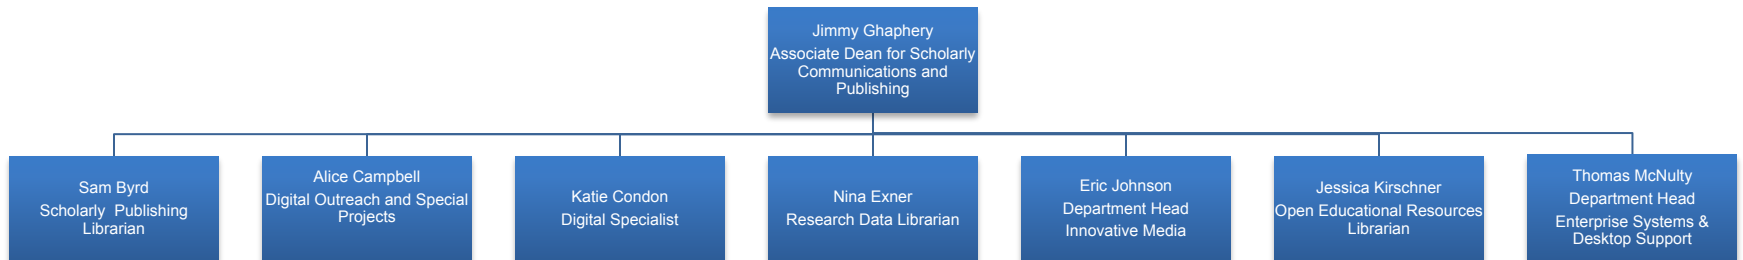 Jimmy Ghaphery
Associate Dean for Scholarly
Communications and
Publishing
Sam Byrd
Scholarly  Publishing
Librarian
Alice Campbell
Digital Outreach and Special
Projects
Katie Condon
Digital Specialist
Nina Exner
Research Data Librarian
Eric Johnson
Department Head
Innovative Media
Jessica Kirschner
Open Educational Resources
Librarian
Thomas McNulty
Department Head
Enterprise Systems &
Desktop Support